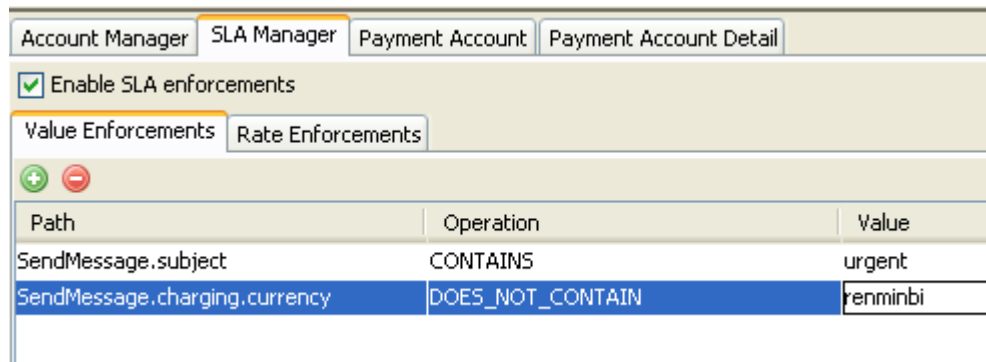 Account Manager SLA Manager Payment Account Payment Account Detail
Enable SLA enforcements
Value Enforcements Rate Enforcements
Path Operation Value
SendMessage.subject CONTAINS urgent
SendMessage.charging.currency DOES_NOT_CONTAIN renminbi